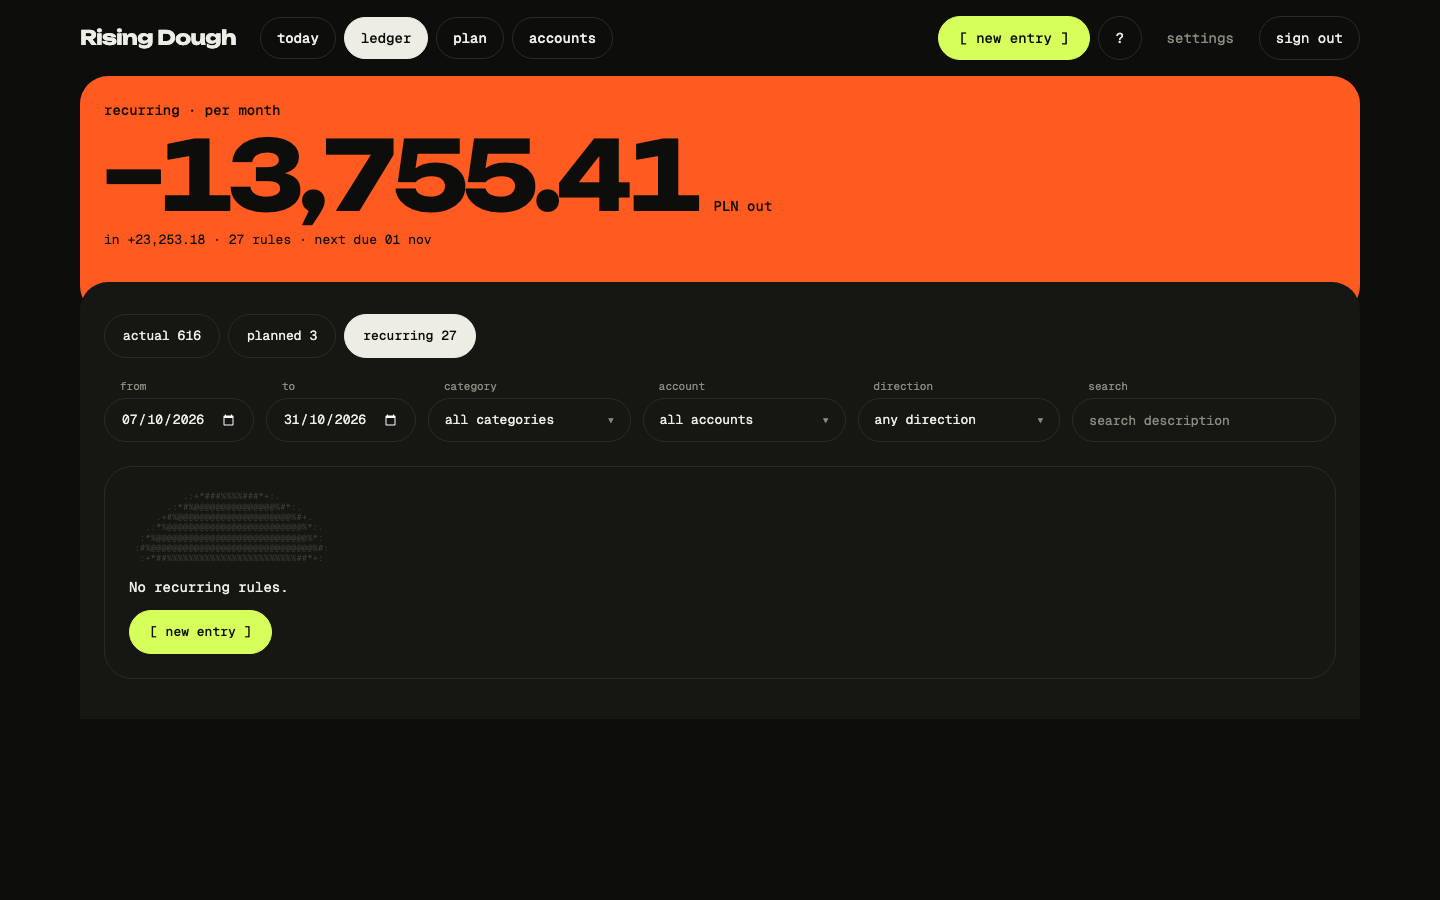 Rising Dough today ledger plan accounts [ new entry ] ? settings sign out
recurring · per month
−13,755.41 PLN out
in +23,253.18 · 27 rules · next due 01 nov
actual 616 planned 3 recurring 27
from to category account direction search
07/10/2026 31/10/2026 all categories all accounts any direction search description
No recurring rules.
[ new entry ]